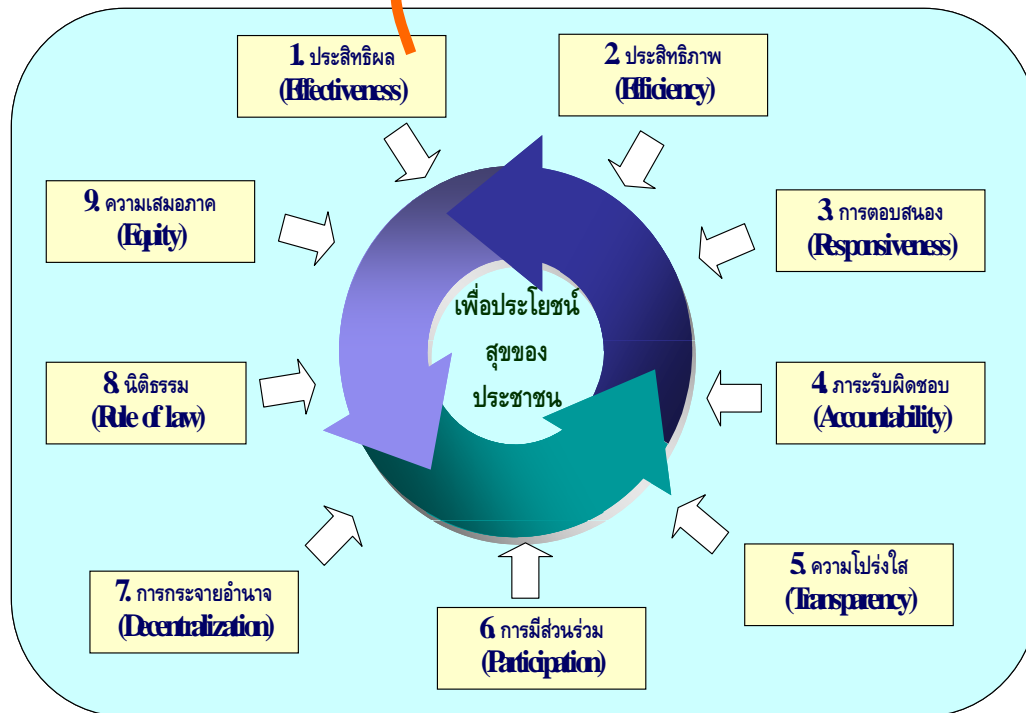 1. ประสิทธิผล
(Effectiveness)
2. ประสิทธิภาพ
(Efficiency)
3. การตอบสนอง
(Responsiveness)
4. ภาระรับผิดชอบ
(Accountability)
5. ความโปร่งใส
(Transparency)
6. การมีส่วนร่วม
(Participation)
7. การกระจายอำนาจ
(Decentralization)
8. นิติธรรม
(Rule of law)
9. ความเสมอภาค
(Equity)
เพื่อประโยชน์
สุขของ
ประชาชน